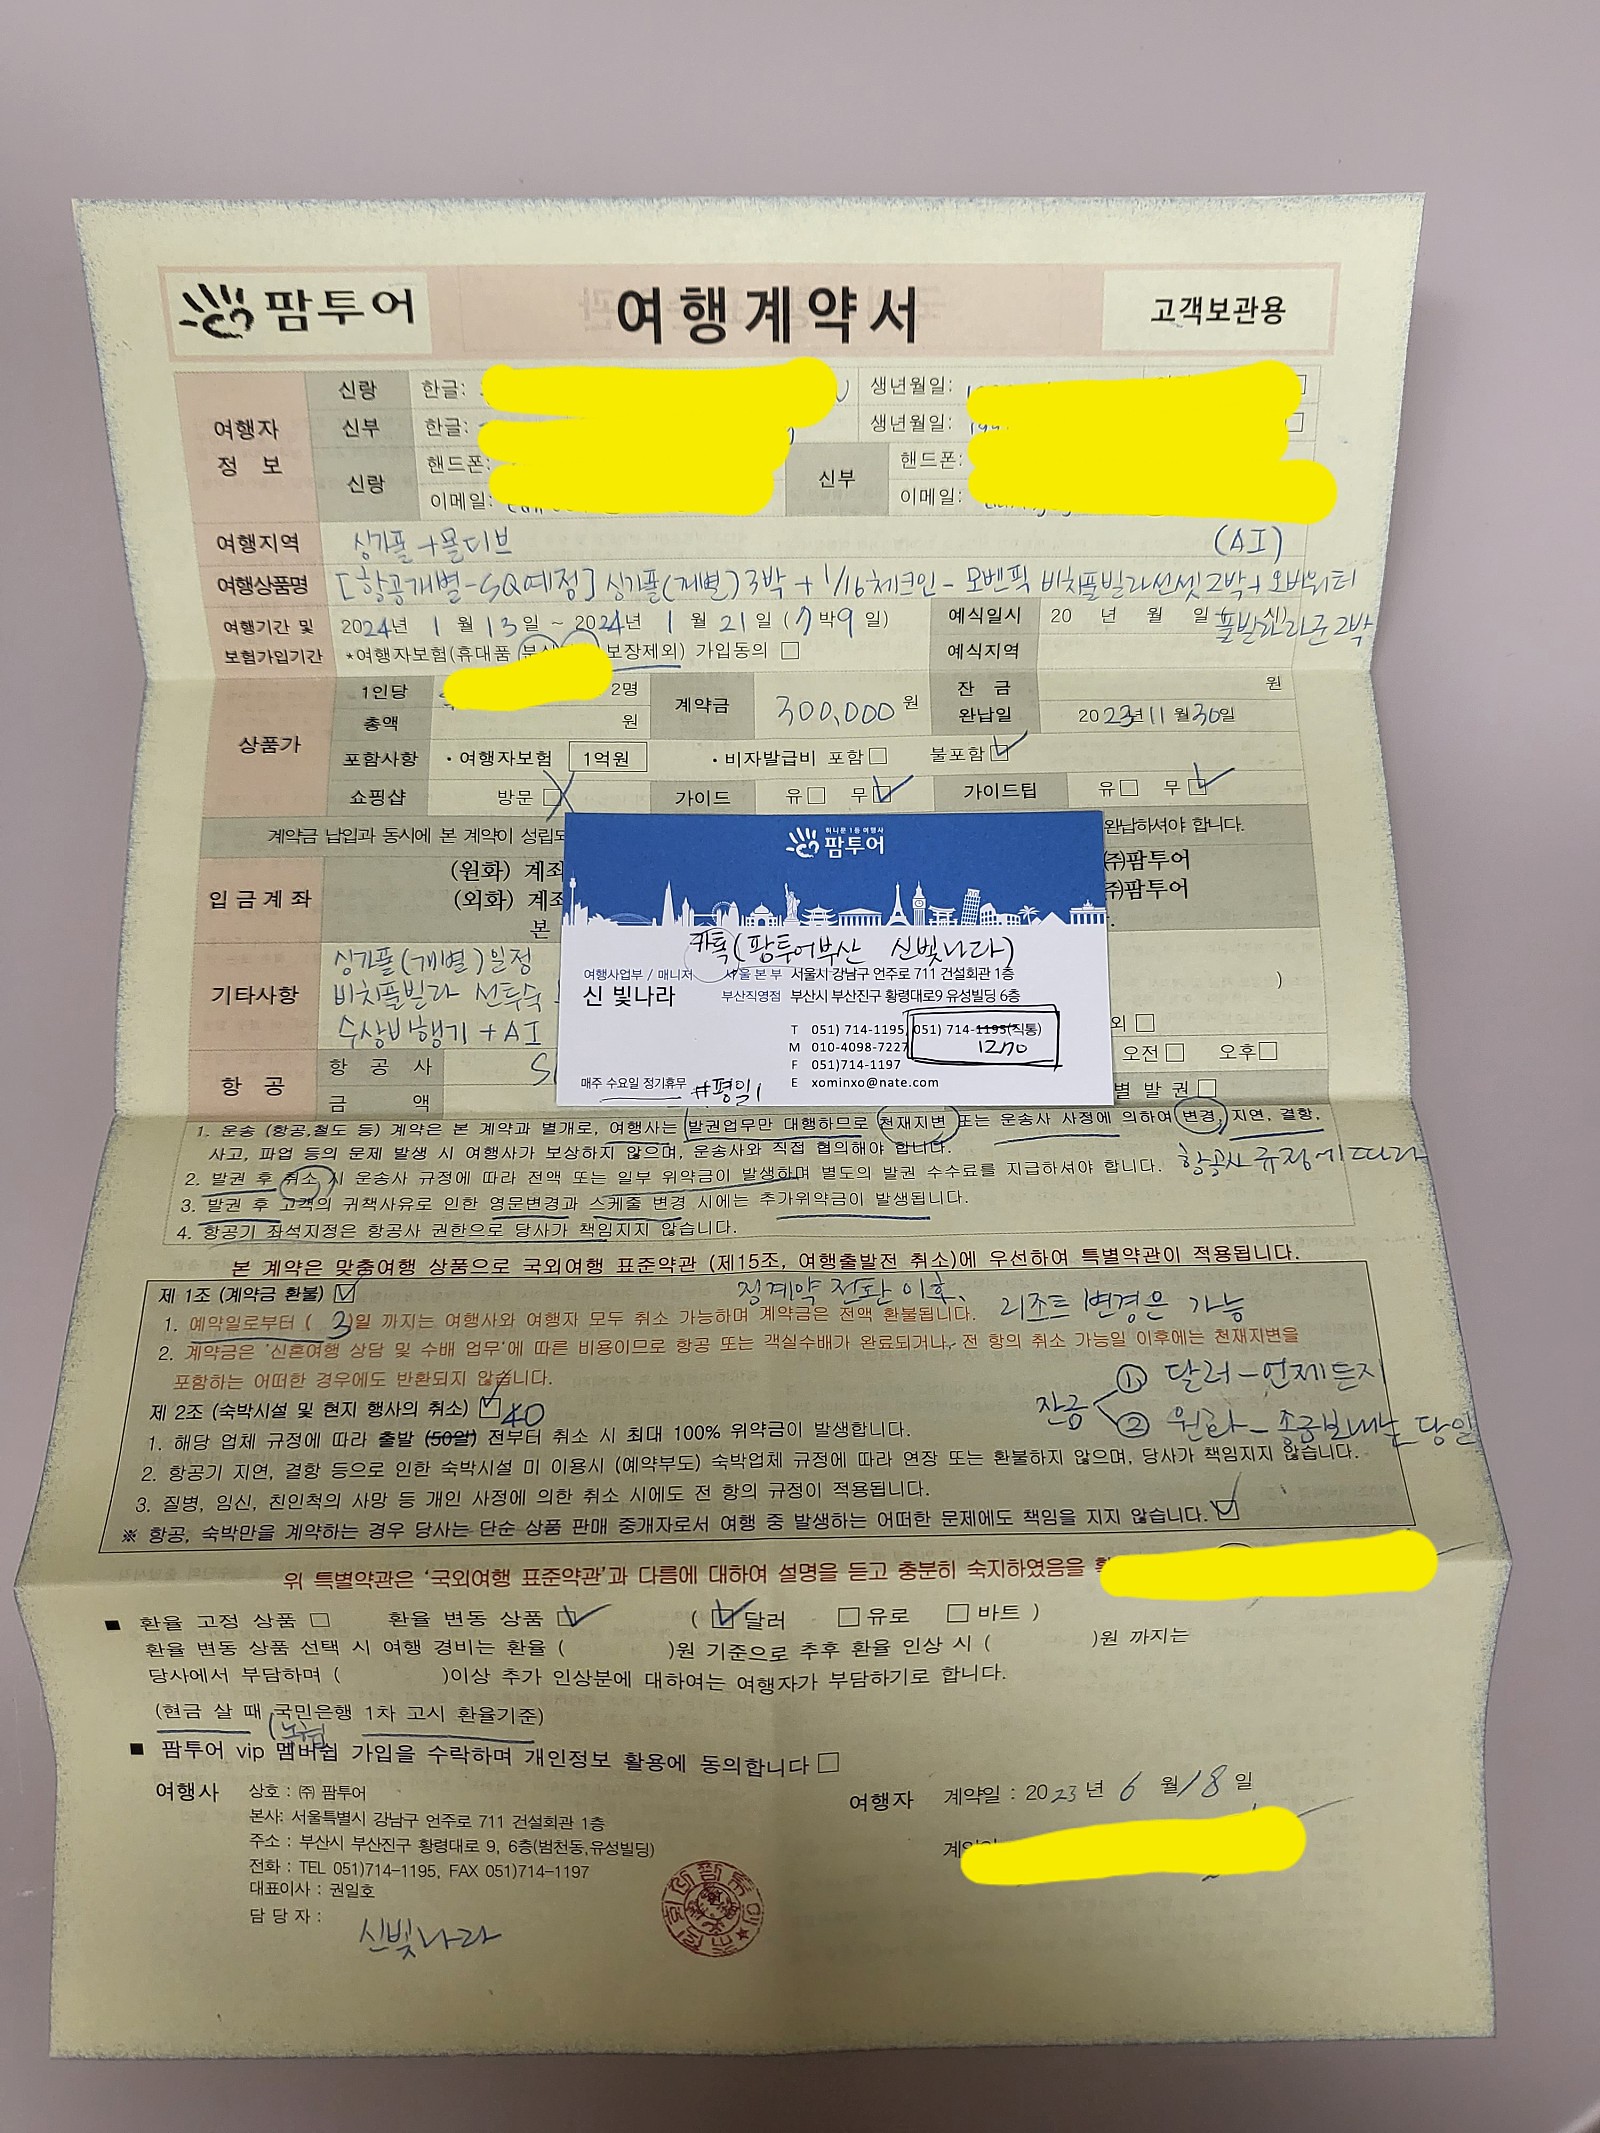 팜투어
여행계약서
고객보관용
여행자 정 보
신랑 한글: 생년월일:
신부 한글: 생년월일:
신랑 핸드폰: 신부 핸드폰:
이메일: 이메일:
여행지역 싱가폴+몰디브 (AI)
여행상품명 [항공개별-SQ예정] 싱가폴(개별)3박 + 1/16체크인- 모벤픽 비치풀빌라선셋2박+오버워터
풀빌라라군2박
여행기간 및 2024년 1월 13일 ~ 2024년 1월 21일 (7박9일) 예식일시 20 년 월 일
보험가입기간 *여행자보험(휴대품 보장제외) 가입동의 □ 예식지역
상품가
1인당 2명 계약금 300,000원 잔 금 원
총액 원 완납일 2023년 11월 30일
포함사항 · 여행자보험 1억원 · 비자발급비 포함□ 불포함☑
쇼핑샵 방문□ 가이드 유□ 무☑ 가이드팁 유□ 무☑
계약금 납입과 동시에 본 계약이 완납하셔야 합니다.
입금계좌 (원화) 계좌 ㈜팜투어
(외화) 계좌 ㈜팜투어
본
기타사항 싱가폴(개별)일정
비치풀빌라 선투숙
수상비행기 + AI
외 □
항 공 항 공 사 오전□ 오후□
금 액 별 발 권□
허니문 1등 여행사
팜투어
카톡(팜투어부산 신빛나라)
여행사업부 / 매니저
신 빛나라
서울 본부 서울시 강남구 언주로 711 건설회관 1층
부산직영점 부산시 부산진구 황령대로9 유성빌딩 6층
T 051) 714-1195, 051) 714-1195(직통)
1270
M 010-4098-7227
F 051)714-1197
매주 수요일 정기휴무 E xominxo@nate.com
#평일
1. 운송 (항공,철도 등) 계약은 본 계약과 별개로, 여행사는 발권업무만 대행하므로 천재지변 또는 운송사 사정에 의하여 변경, 지연, 결항,
사고, 파업 등의 문제 발생 시 여행사가 보상하지 않으며, 운송사와 직접 협의해야 합니다.
2. 발권 후 취소 시 운송사 규정에 따라 전액 또는 일부 위약금이 발생하며 별도의 발권 수수료를 지급하셔야 합니다. 항공사 규정에 따라
3. 발권 후 고객의 귀책사유로 인한 영문변경과 스케줄 변경 시에는 추가위약금이 발생됩니다.
4. 항공기 좌석지정은 항공사 권한으로 당사가 책임지지 않습니다.
본 계약은 맞춤여행 상품으로 국외여행 표준약관 (제15조, 여행출발전 취소)에 우선하여 특별약관이 적용됩니다.
제 1조 (계약금 환불) ☑ 정계약 전환 이후,
1. 예약일로부터 ( 3 )일 까지는 여행사와 여행자 모두 취소 가능하며 계약금은 전액 환불됩니다. 리조트 변경은 가능
2. 계약금은 '신혼여행 상담 및 수배 업무'에 따른 비용이므로 항공 또는 객실수배가 완료되거나, 전 항의 취소 가능일 이후에는 천재지변을
포함하는 어떠한 경우에도 반환되지 않습니다.
잔금 ① 달러-언제든지
② 원화- 송금보내는 당일
제 2조 (숙박시설 및 현지 행사의 취소) ☑ 40
1. 해당 업체 규정에 따라 출발 (50일) 전부터 취소 시 최대 100% 위약금이 발생합니다.
2. 항공기 지연, 결항 등으로 인한 숙박시설 미 이용시 (예약부도) 숙박업체 규정에 따라 연장 또는 환불하지 않으며, 당사가 책임지지 않습니다.
3. 질병, 임신, 친인척의 사망 등 개인 사정에 의한 취소 시에도 전 항의 규정이 적용됩니다.
※ 항공, 숙박만을 계약하는 경우 당사는 단순 상품 판매 중개자로서 여행 중 발생하는 어떠한 문제에도 책임을 지지 않습니다. ☑
위 특별약관은 '국외여행 표준약관'과 다름에 대하여 설명을 듣고 충분히 숙지하였음을
■ 환율 고정 상품 □ 환율 변동 상품 ☑ ( ☑달러 □유로 □바트 )
환율 변동 상품 선택 시 여행 경비는 환율 ( )원 기준으로 추후 환율 인상 시 ( )원 까지는
당사에서 부담하며 ( )이상 추가 인상분에 대하여는 여행자가 부담하기로 합니다.
(현금 살 때 국민은행 1차 고시 환율기준)
(농협
■ 팜투어 vip 멤버쉽 가입을 수락하며 개인정보 활용에 동의합니다 □
여행사 상호 : ㈜ 팜투어
본사: 서울특별시 강남구 언주로 711 건설회관 1층
주소 : 부산시 부산진구 황령대로 9, 6층(범천동,유성빌딩)
전화 : TEL 051)714-1195, FAX 051)714-1197
대표이사 : 권일호
담 당 자 : 신빛나라
여행자 계약일 : 2023년 6월 18일